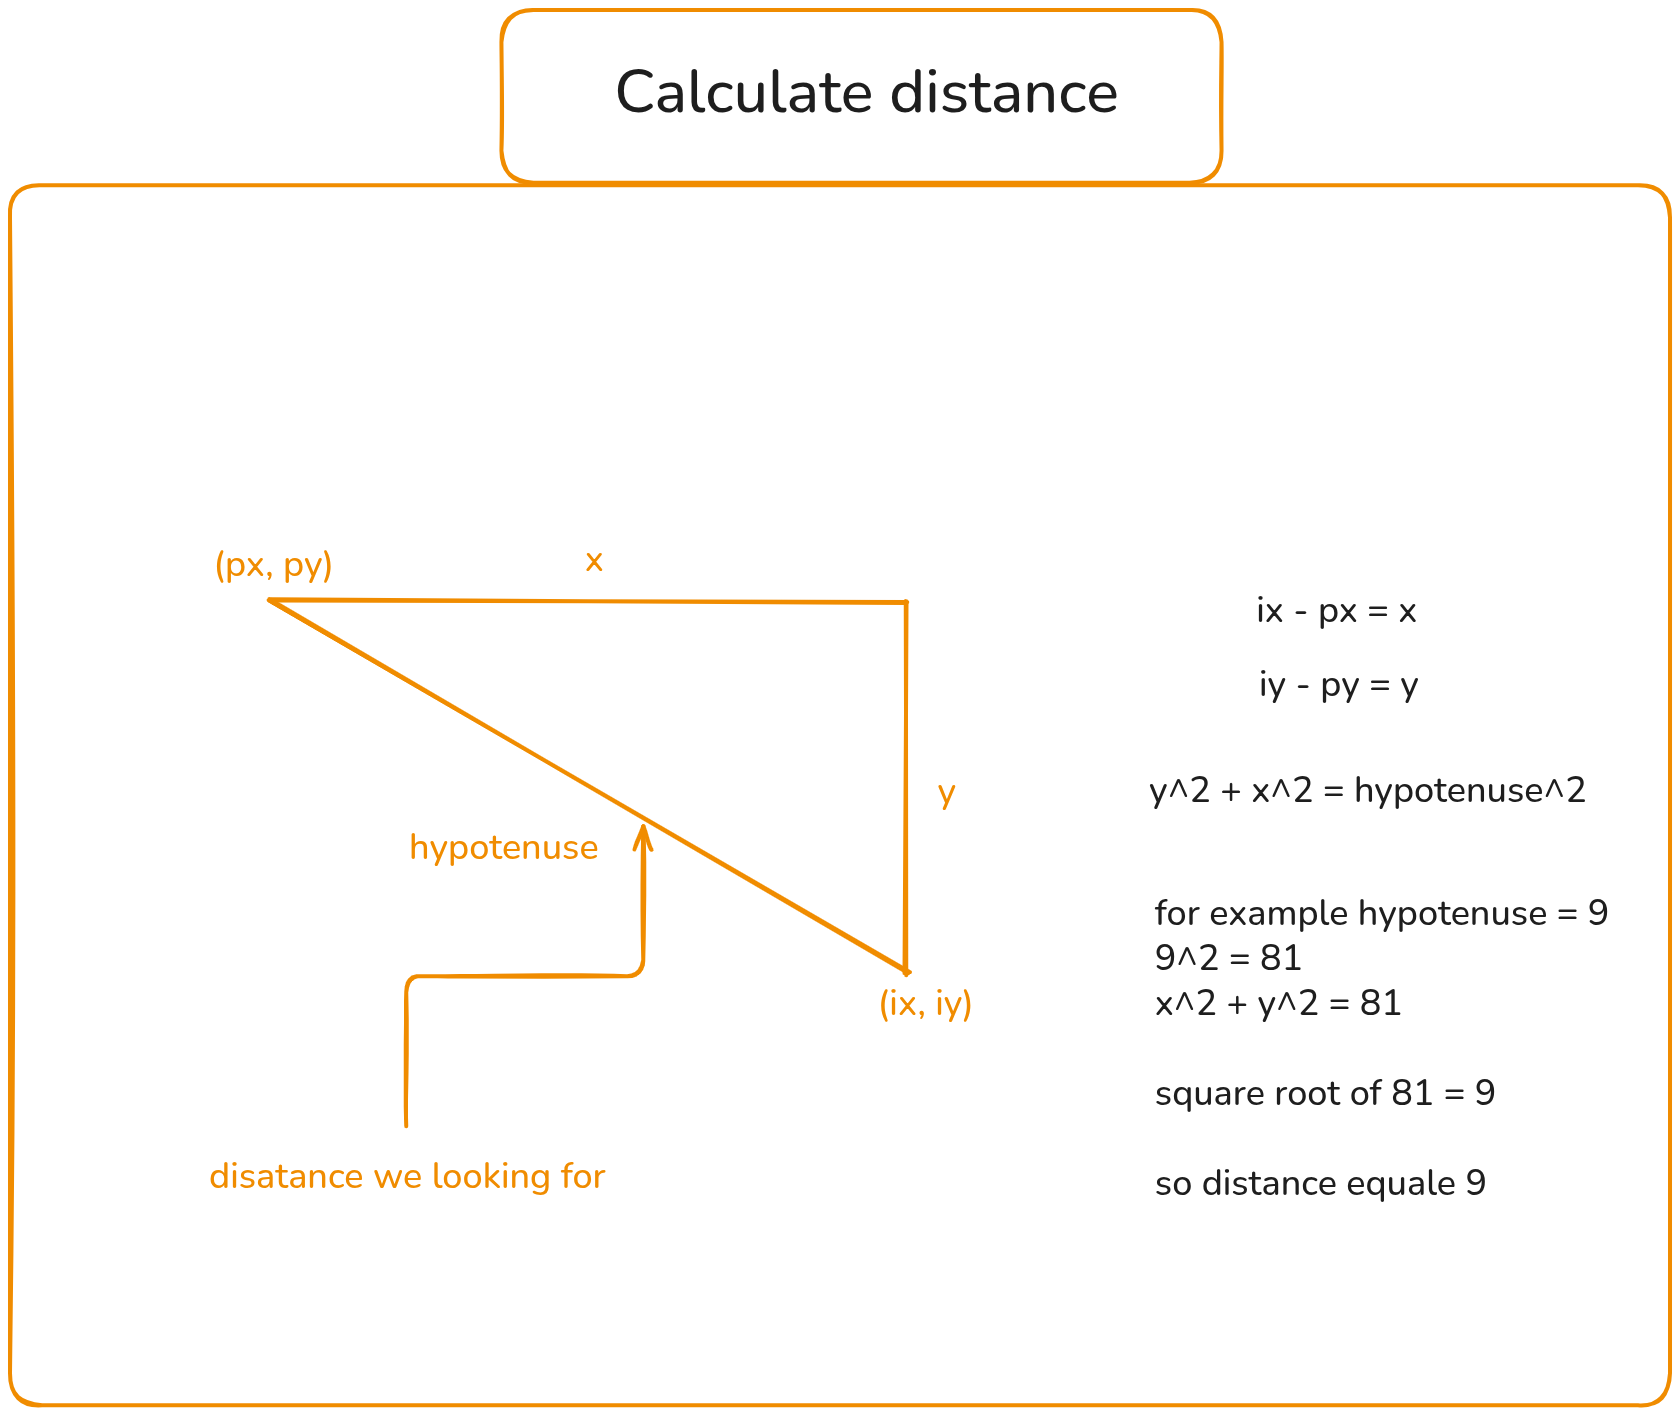 Calculate distance
(px, py)
x
ix - px = x
iy - py = y
y
y^2 + x^2 = hypotenuse^2
hypotenuse
for example hypotenuse = 9
9^2 = 81
x^2 + y^2 = 81
(ix, iy)
square root of 81 = 9
disatance we looking for
so distance equale 9